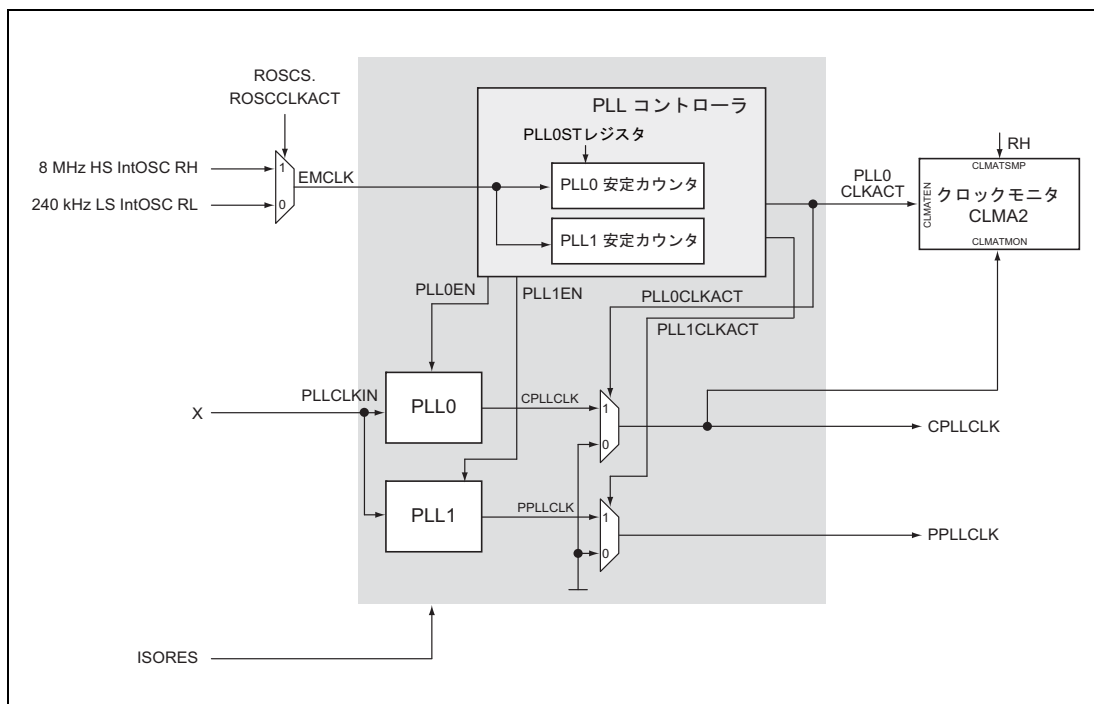 ROSCS.
ROSCCLKACT
8 MHz HS IntOSC RH
1
EMCLK
240 kHz LS IntOSC RL
0
PLL コントローラ
PLL0STレジスタ
PLL0 安定カウンタ
PLL1 安定カウンタ
RH
CLMATSMP
PLL0
CLKACT
CLMATEN
クロックモニタ
CLMA2
CLMATMON
PLL0EN
PLL1EN
PLL0CLKACT
PLL1CLKACT
X
PLLCLKIN
PLL0
CPLLCLK
1
0
CPLLCLK
PLL1
PPLLCLK
1
0
PPLLCLK
ISORES